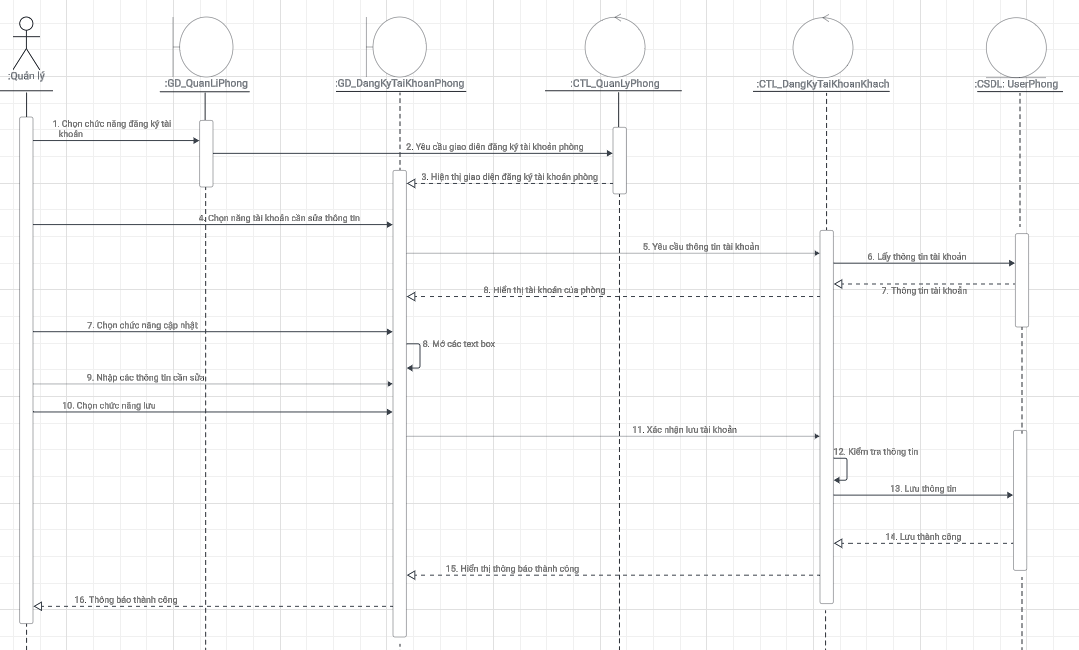 :Quản lý
:GD_QuanLiPhong
:GD_DangKyTaiKhoanPhong
:CTL_QuanLyPhong
:CTL_DangKyTaiKhoanKhach
:CSDL: UserPhong
1. Chọn chức năng đăng ký tài
khoản
2. Yêu cầu giao diện đăng ký tài khoản phòng
3. Hiện thị giao diện đăng ký tài khoản phòng
4. Chọn năng tài khoản cần sửa thông tin
5. Yêu cầu thông tin tài khoản
6. Lấy thông tin tài khoản
7. Thông tin tài khoản
8. Hiển thị tài khoản của phòng
7. Chọn chức năng cập nhật
8. Mở các text box
9. Nhập các thông tin cần sửa
10. Chọn chức năng lưu
11. Xác nhận lưu tài khoản
12. Kiểm tra thông tin
13. Lưu thông tin
14. Lưu thành công
15. Hiển thị thông báo thành công
16. Thông báo thành công